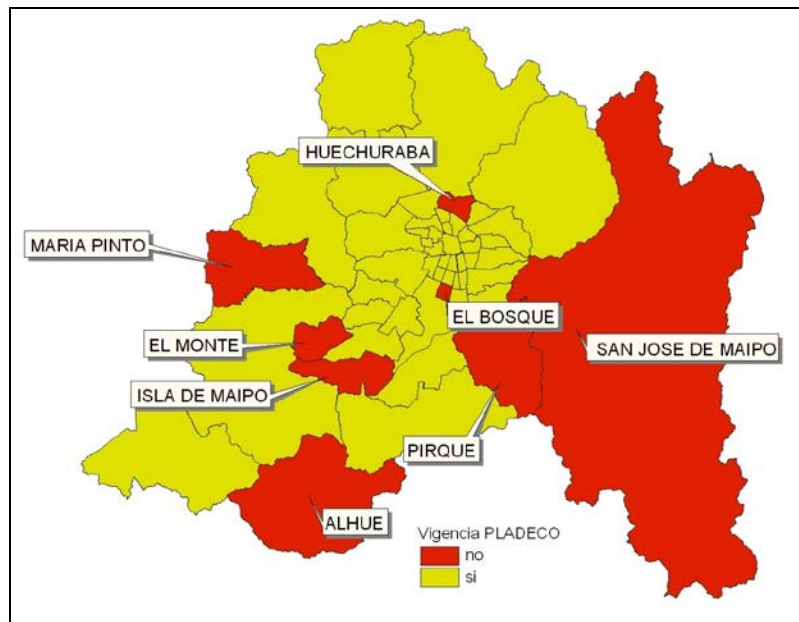 HUECHURABA
MARIA PINTO
EL BOSQUE
EL MONTE
SAN JOSE DE MAIPO
ISLA DE MAIPO
PIRQUE
ALHUE
Vigencia PLADECO
no
si